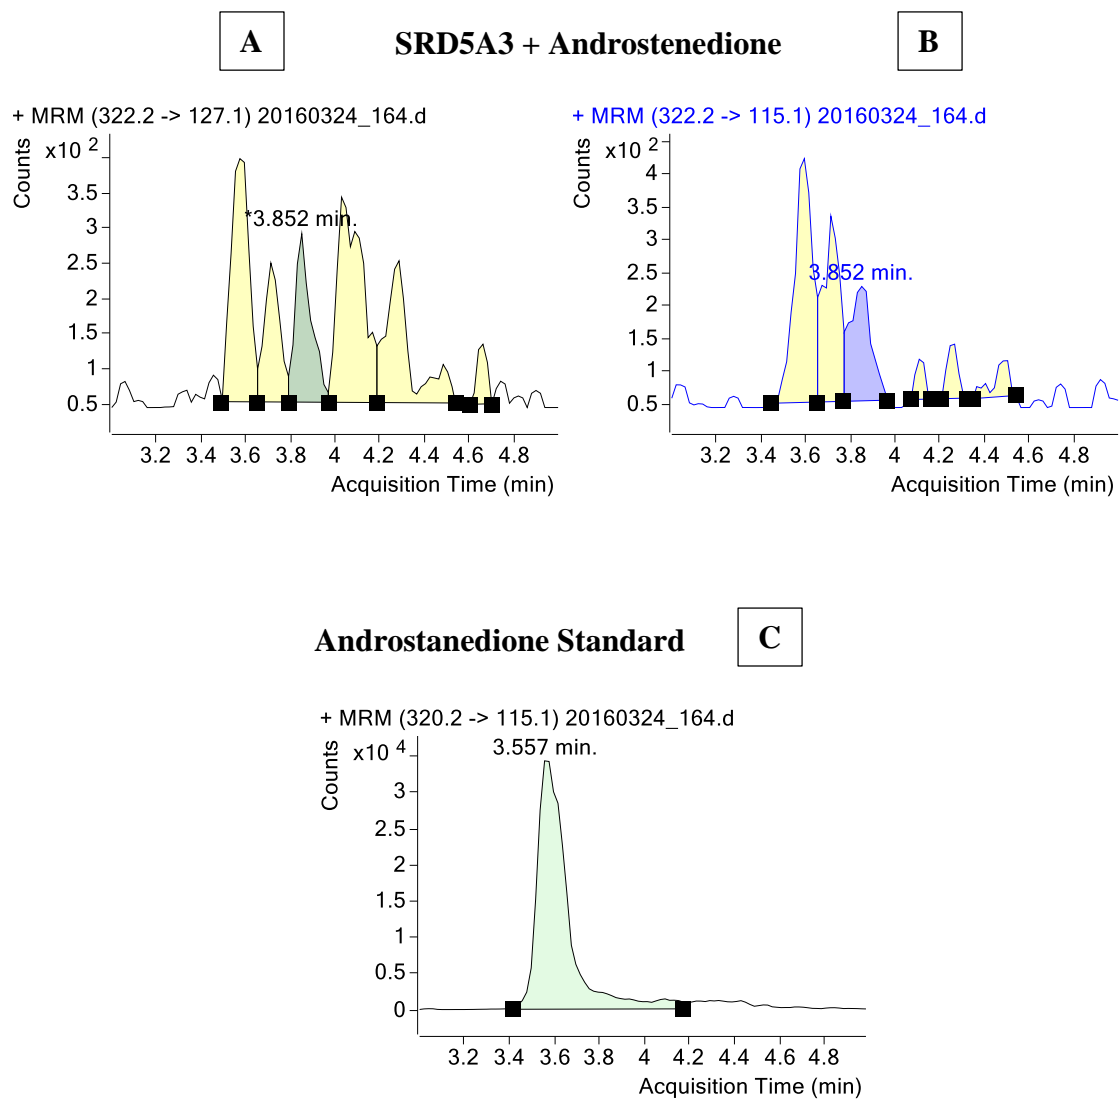 A
SRD5A3 + Androstenedione
B
+ MRM (322.2 -> 127.1) 20160324_164.d
Counts
x10 2
*3.852 min.
3.5
3
2.5
2
1.5
1
0.5
3.2 3.4 3.6 3.8 4 4.2 4.4 4.6 4.8
Acquisition Time (min)
+ MRM (322.2 -> 115.1) 20160324_164.d
Counts
x10 2
4
3.5
3
3.852 min.
2.5
2
1.5
1
0.5
3.2 3.4 3.6 3.8 4 4.2 4.4 4.6 4.8
Acquisition Time (min)
Androstanedione Standard
C
+ MRM (320.2 -> 115.1) 20160324_164.d
Counts
x10 4
3.557 min.
3
2.5
2
1.5
1
0.5
0
3.2 3.4 3.6 3.8 4 4.2 4.4 4.6 4.8
Acquisition Time (min)